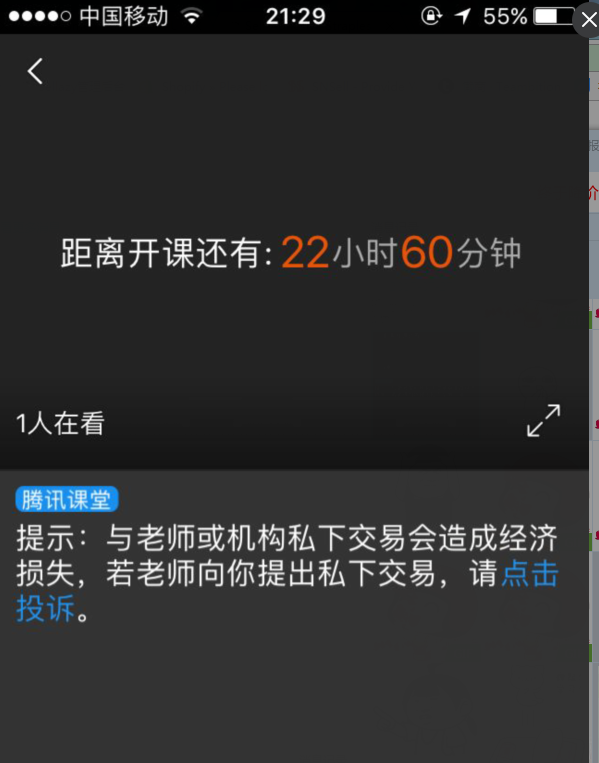 中国移动 21:29 55%
距离开课还有: 22小时60分钟
1人在看
腾讯课堂
提示：与老师或机构私下交易会造成经济
损失，若老师向你提出私下交易，请点击
投诉。
报
介